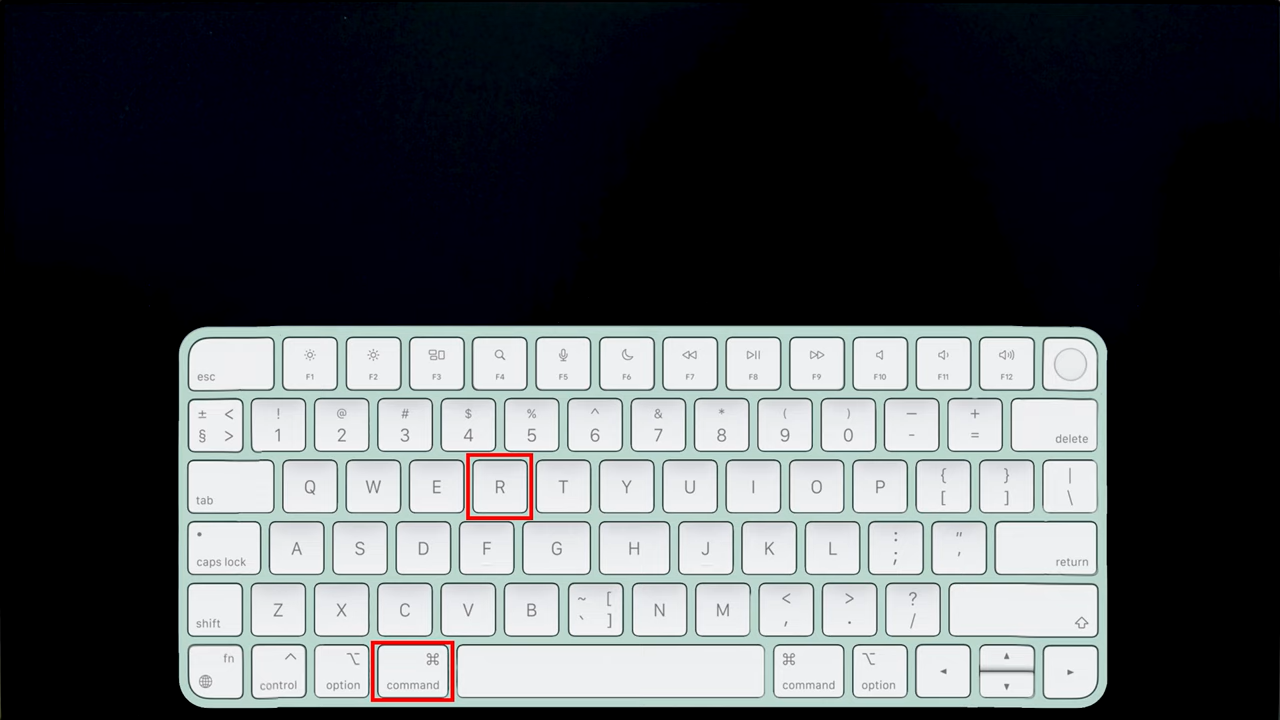 esc F1 F2 F3 F4 F5 F6 F7 F8 F9 F10 F11 F12
± < ! @ # $ % ^ & * ( ) — +
§ > 1 2 3 4 5 6 7 8 9 0 - = delete
tab Q W E R T Y U I O P { } |
[ ] \
caps lock A S D F G H J K L : " return
; '
shift Z X C V B ~ [ N M < > ?
` ] , . /
fn ^ ⌥ ⌘ ⌘ ⌥ ▲
control option command command option ◄ ▼ ►